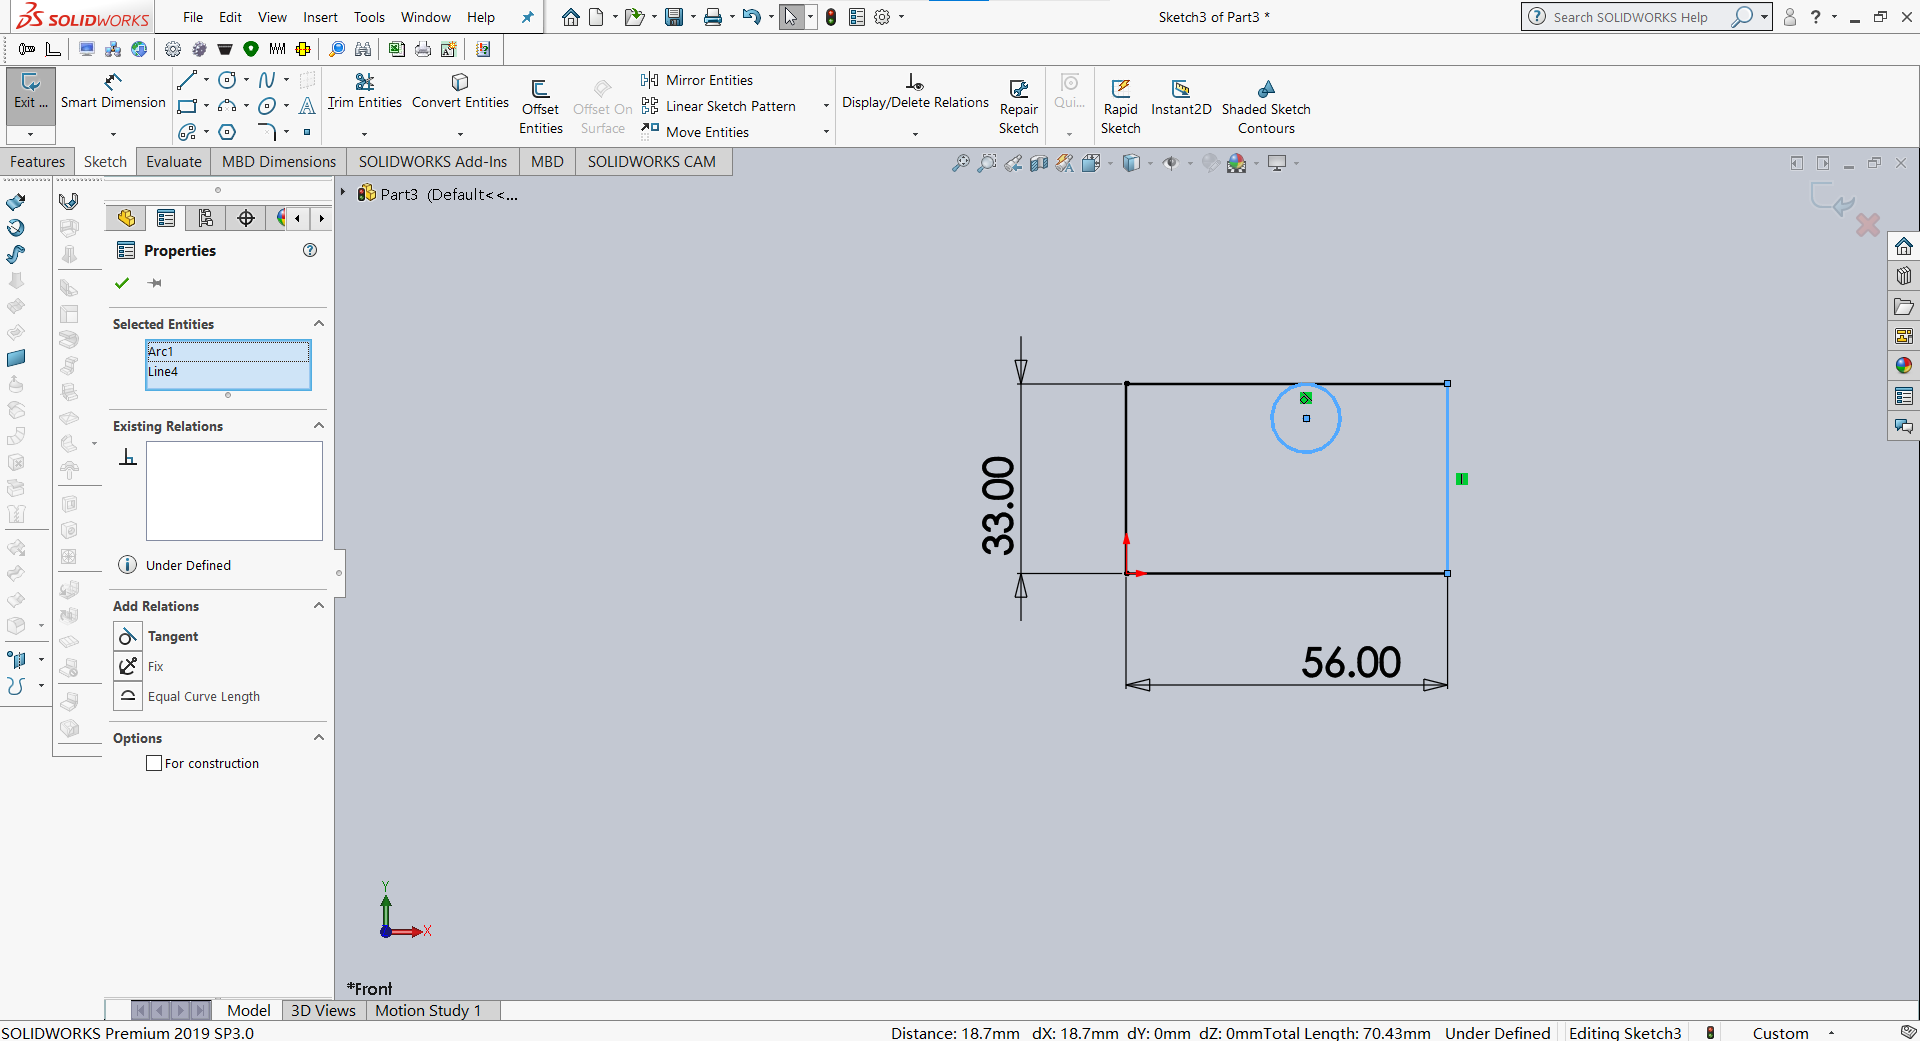 SOLIDWORKS
File Edit View Insert Tools Window Help
Sketch3 of Part3 *
Search SOLIDWORKS Help
Exit ...
Smart Dimension
Trim Entities
Convert Entities
Offset Entities
Offset On Surface
Mirror Entities
Linear Sketch Pattern
Move Entities
Display/Delete Relations
Repair Sketch
Qui...
Rapid Sketch
Instant2D
Shaded Sketch Contours
Features Sketch Evaluate MBD Dimensions SOLIDWORKS Add-Ins MBD SOLIDWORKS CAM
Part3 (Default<<...
Properties
Selected Entities
Arc1
Line4
Existing Relations
Under Defined
Add Relations
Tangent
Fix
Equal Curve Length
Options
For construction
33.00
56.00
Y
X
*Front
Model 3D Views Motion Study 1
SOLIDWORKS Premium 2019 SP3.0
Distance: 18.7mm dX: 18.7mm dY: 0mm dZ: 0mmTotal Length: 70.43mm Under Defined Editing Sketch3 Custom